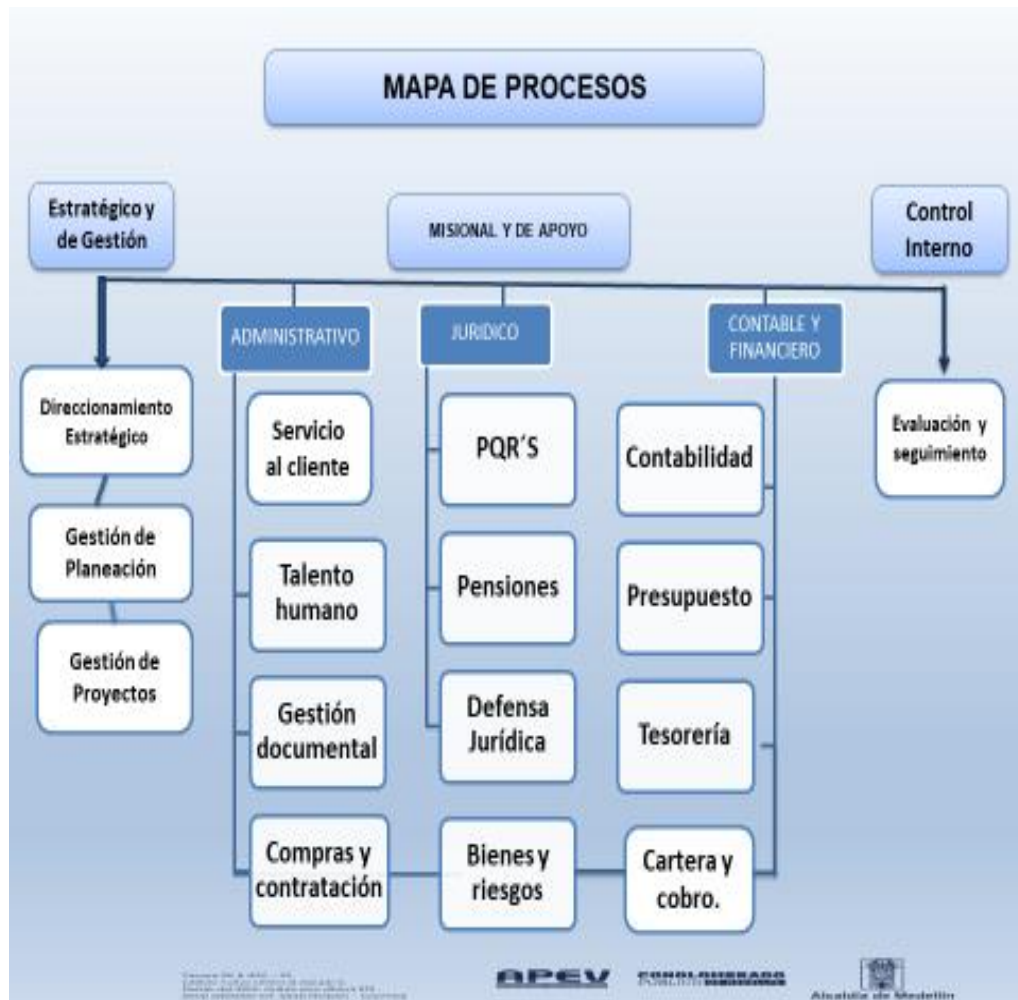 MAPA DE PROCESOS
Estratégico y
de Gestión
MISIONAL Y DE APOYO
Control
Interno
ADMINISTRATIVO
JURIDICO
CONTABLE Y
FINANCIERO
Direccionamiento
Estratégico
Gestión de
Planeación
Gestión de
Proyectos
Servicio
al cliente
Talento
humano
Gestión
documental
Compras y
contratación
PQR´S
Pensiones
Defensa
Jurídica
Bienes y
riesgos
Contabilidad
Presupuesto
Tesorería
Cartera y
cobro.
Evaluación y
seguimiento
APEV
CONGLOMERADO
PÚBLICO
Alcaldía de Medellín